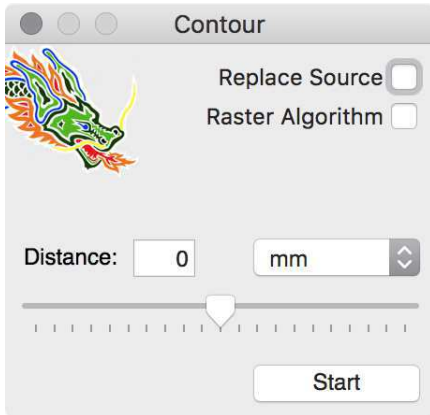 Contour
Replace Source
Raster Algorithm
Distance: 0 mm
Start